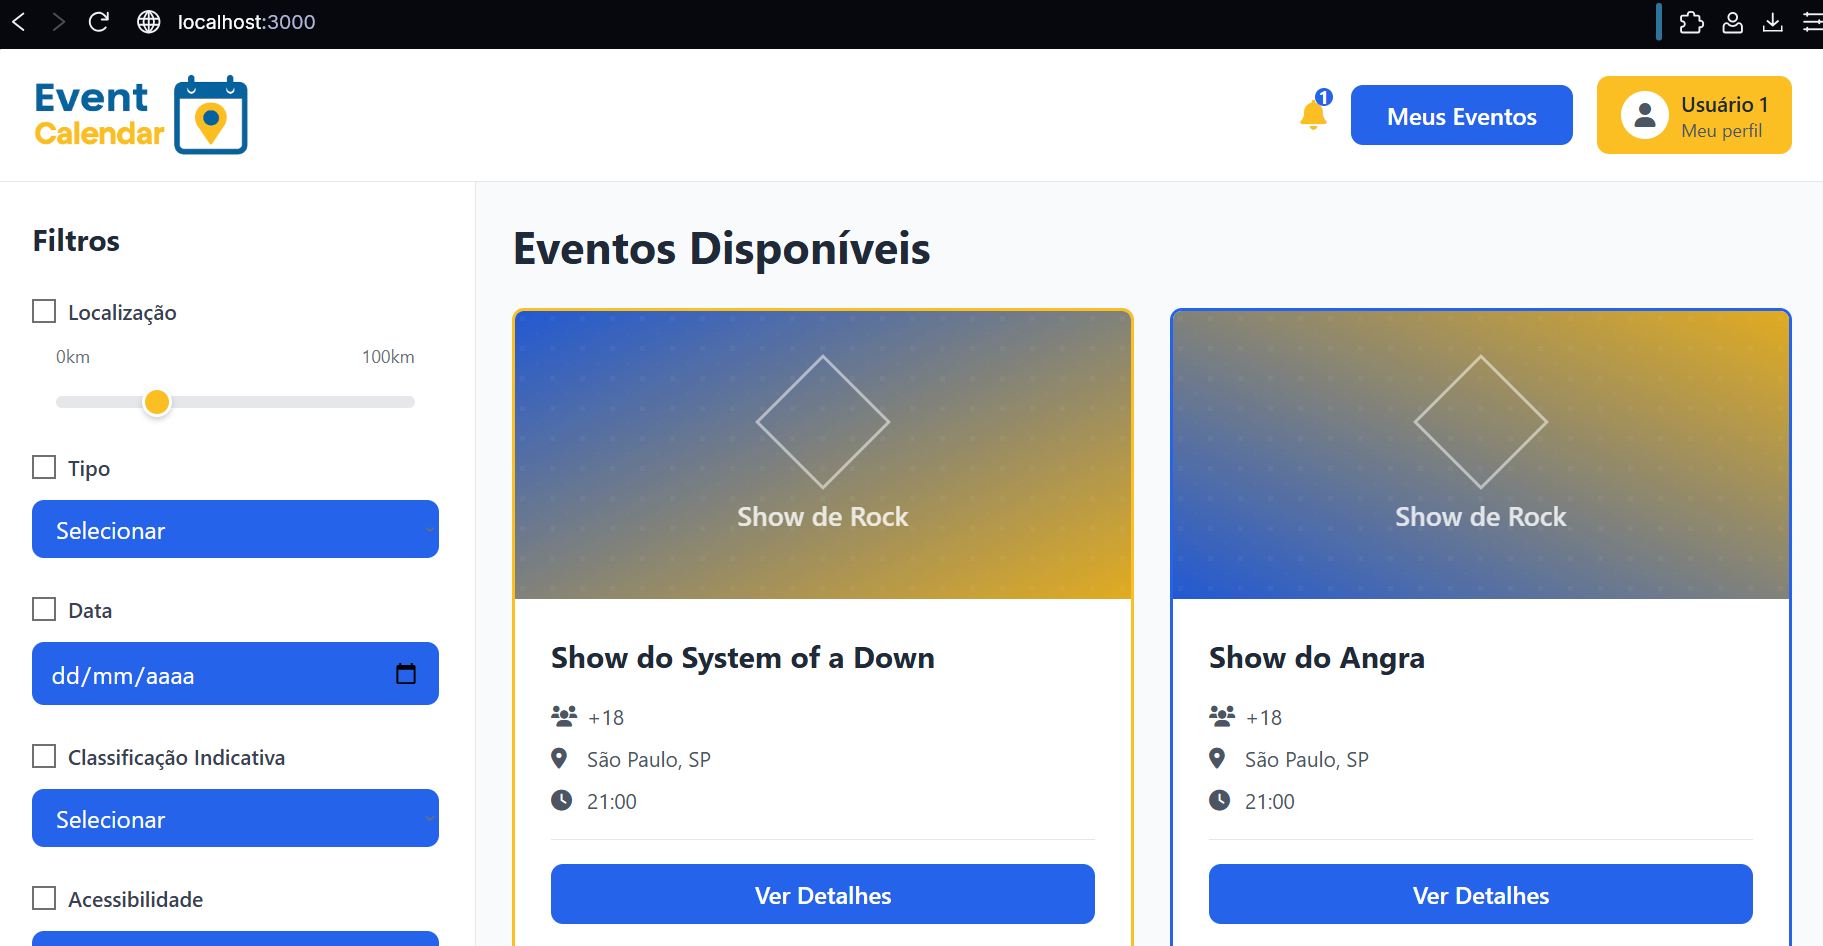 localhost:3000
Event
Calendar
1
Meus Eventos
Usuário 1
Meu perfil
Filtros
Localização
0km 100km
Tipo
Selecionar
Data
dd/mm/aaaa
Classificação Indicativa
Selecionar
Acessibilidade
Eventos Disponíveis
Show de Rock
Show do System of a Down
+18
São Paulo, SP
21:00
Ver Detalhes
Show de Rock
Show do Angra
+18
São Paulo, SP
21:00
Ver Detalhes